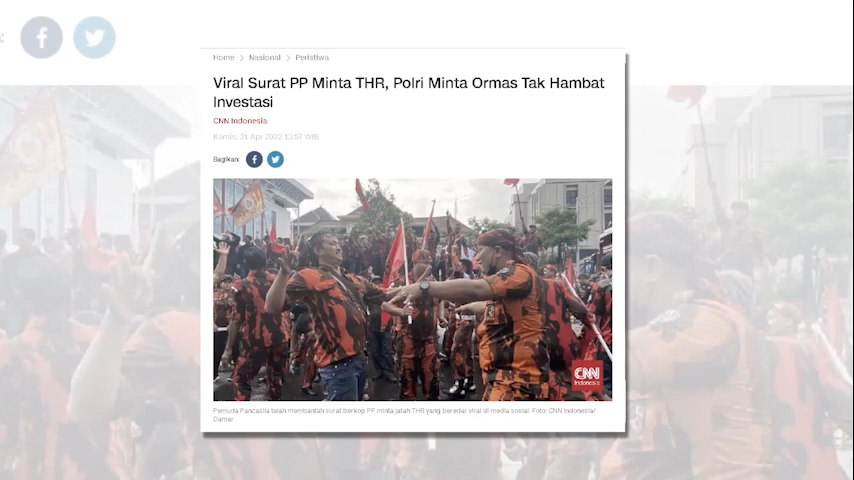 Home > Nasional > Peristiwa
Viral Surat PP Minta THR, Polri Minta Ormas Tak Hambat
Investasi
CNN Indonesia
Kamis, 21 Apr 2022 13:57 WIB
Bagikan:
CNN
Indonesia
Pemuda Pancasila telah membantah surat berkop PP minta jatah THR yang beredar viral di media sosial. Foto: CNN Indonesia/
Damar